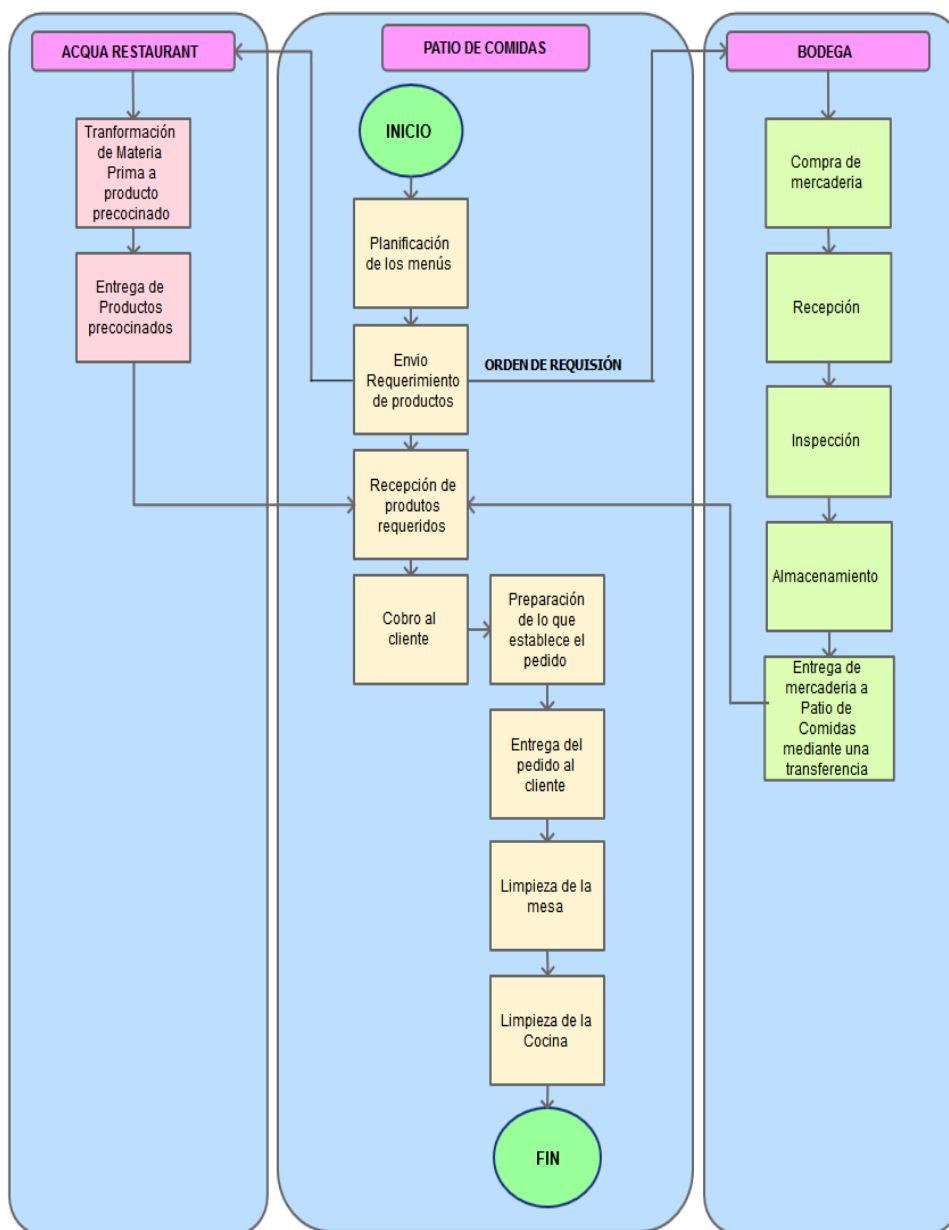 ACQUA RESTAURANT
Tranformación
de Materia
Prima a
producto
precocinado
Entrega de
Productos
precocinados
PATIO DE COMIDAS
INICIO
Planificación
de los menús
Envio
Requerimiento
de productos
ORDEN DE REQUISIÓN
Recepción de
produtos
requeridos
Cobro al
cliente
Preparación
de lo que
establece el
pedido
Entrega del
pedido al
cliente
Limpieza de la
mesa
Limpieza de la
Cocina
FIN
BODEGA
Compra de
mercaderia
Recepción
Inspección
Almacenamiento
Entrega de
mercaderia a
Patio de
Comidas
mediante una
transferencia